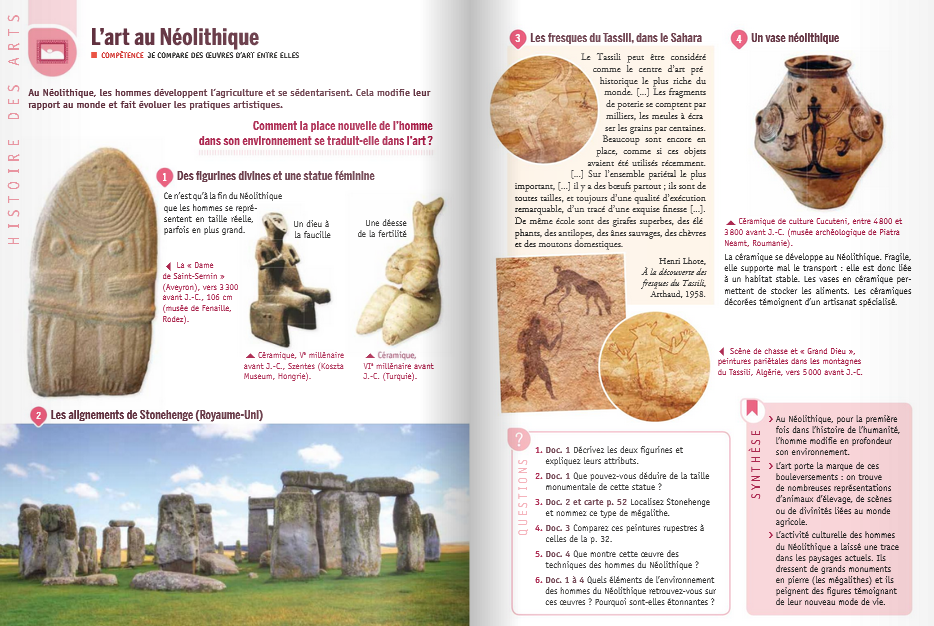 HISTOIRE DES ARTS
L'art au Néolithique
COMPÉTENCE JE COMPARE DES ŒUVRES D'ART ENTRE ELLES
Au Néolithique, les hommes développent l'agriculture et se sédentarisent. Cela modifie leur
rapport au monde et fait évoluer les pratiques artistiques.
Comment la place nouvelle de l'homme
dans son environnement se traduit-elle dans l'art ?
1 Des figurines divines et une statue féminine
Ce n'est qu'à la fin du Néolithique
que les hommes se repré-
sentent en taille réelle,
parfois en plus grand.
Un dieu à
la faucille
Une déesse
de la fertilité
La « Dame
de Saint-Sernin »
(Aveyron), vers 3 300
avant J.-C., 106 cm
(musée de Fenaille,
Rodez).
Céramique, Ve millénaire
avant J.-C., Szentes (Koszta
Museum, Hongrie).
Céramique,
VIe millénaire avant
J.-C. (Turquie).
2 Les alignements de Stonehenge (Royaume-Uni)
3 Les fresques du Tassili, dans le Sahara
Le Tassili peut être considéré
comme le centre d'art pré
historique le plus riche du
monde. [...] Les fragments
de poterie se comptent par
milliers, les meules à écra
ser les grains par centaines.
Beaucoup sont encore en
place, comme si ces objets
avaient été utilisés récemment.
[...] Sur l'ensemble pariétal le plus
important, [...] il y a des bœufs partout ; ils sont de
toutes tailles, et toujours d'une qualité d'exécution
remarquable, d'un tracé d'une exquise finesse [...].
De même école sont des girafes superbes, des élé
phants, des antilopes, des ânes sauvages, des chèvres
et des moutons domestiques.
Henri Lhote,
À la découverte des
fresques du Tassili,
Arthaud, 1958.
4 Un vase néolithique
Céramique de culture Cucuteni, entre 4 800 et
3 800 avant J.-C. (musée archéologique de Piatra
Neamt, Roumanie).
La céramique se développe au Néolithique. Fragile,
elle supporte mal le transport : elle est donc liée
à un habitat stable. Les vases en céramique per-
mettent de stocker les aliments. Les céramiques
décorées témoignent d'un artisanat spécialisé.
Scène de chasse et « Grand Dieu »,
peintures pariétales dans les montagnes
du Tassili, Algérie, vers 5 000 avant J.-C.
?
QUESTIONS
1. Doc. 1 Décrivez les deux figurines et
expliquez leurs attributs.
2. Doc. 1 Que pouvez-vous déduire de la taille
monumentale de cette statue ?
3. Doc. 2 et carte p. 52 Localisez Stonehenge
et nommez ce type de mégalithe.
4. Doc. 3 Comparez ces peintures rupestres à
celles de la p. 32.
5. Doc. 4 Que montre cette œuvre des
techniques des hommes du Néolithique ?
6. Doc. 1 à 4 Quels éléments de l'environnement
des hommes du Néolithique retrouvez-vous sur
ces œuvres ? Pourquoi sont-elles étonnantes ?
SYNTHÈSE
Au Néolithique, pour la première
fois dans l'histoire de l'humanité,
l'homme modifie en profondeur
son environnement.
L'art porte la marque de ces
bouleversements : on trouve
de nombreuses représentations
d'animaux d'élevage, de scènes
ou de divinités liées au monde
agricole.
L'activité culturelle des hommes
du Néolithique a laissé une trace
dans les paysages actuels. Ils
dressent de grands monuments
en pierre (les mégalithes) et ils
peignent des figures témoignant
de leur nouveau mode de vie.